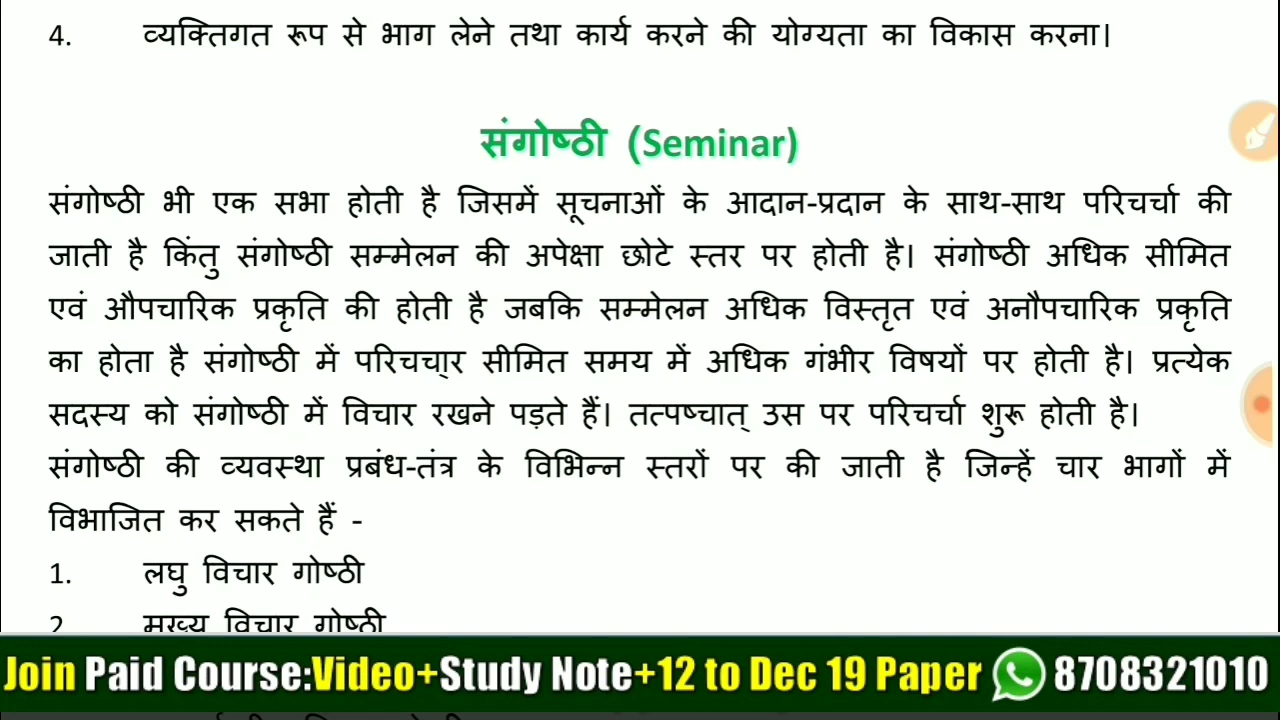 4. व्यक्तिगत रूप से भाग लेने तथा कार्य करने की योग्यता का विकास करना।
संगोष्ठी (Seminar)
संगोष्ठी भी एक सभा होती है जिसमें सूचनाओं के आदान-प्रदान के साथ-साथ परिचर्चा की
जाती है किंतु संगोष्ठी सम्मेलन की अपेक्षा छोटे स्तर पर होती है। संगोष्ठी अधिक सीमित
एवं औपचारिक प्रकृति की होती है जबकि सम्मेलन अधिक विस्तृत एवं अनौपचारिक प्रकृति
का होता है संगोष्ठी में परिचचा्र सीमित समय में अधिक गंभीर विषयों पर होती है। प्रत्येक
सदस्य को संगोष्ठी में विचार रखने पड़ते हैं। तत्पष्चात् उस पर परिचर्चा शुरू होती है।
संगोष्ठी की व्यवस्था प्रबंध-तंत्र के विभिन्न स्तरों पर की जाती है जिन्हें चार भागों में
विभाजित कर सकते हैं -
1. लघु विचार गोष्ठी
2. मुख्य विचार गोष्ठी
Join Paid Course:Video+Study Note+12 to Dec 19 Paper 8708321010